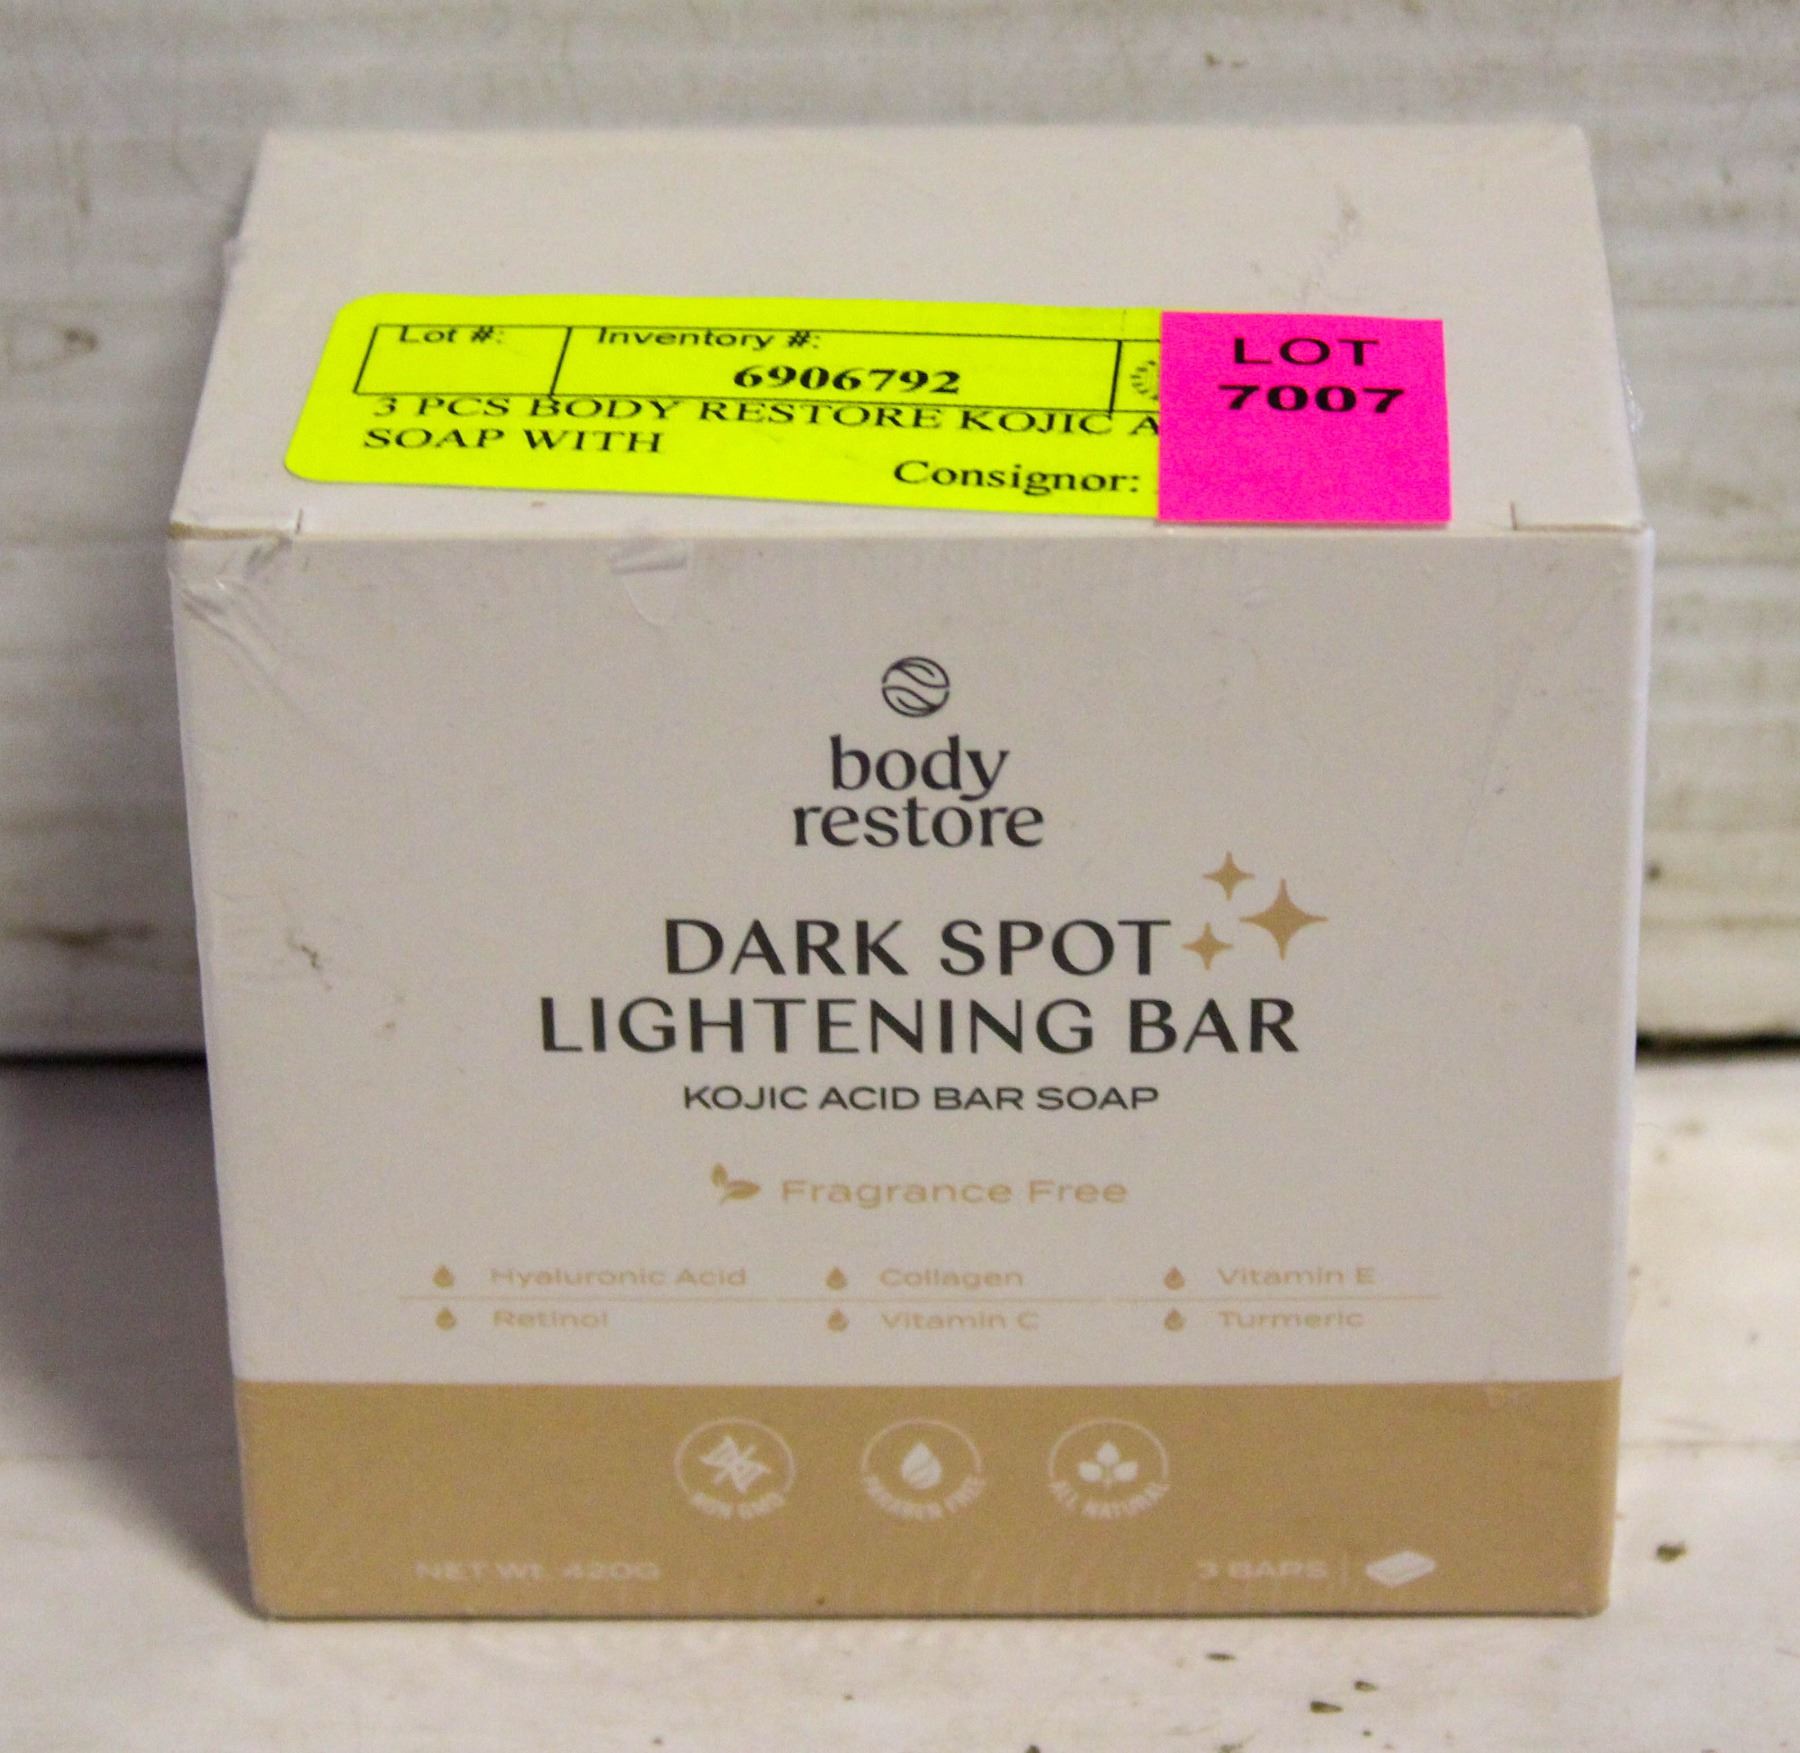 Lot #:
Inventory #:
6906792
LOT
7007
3 PCS BODY RESTORE KOJIC A
SOAP WITH
Consignor:
body
restore
DARK SPOT
LIGHTENING BAR
KOJIC ACID BAR SOAP
Fragrance Free
Hyaluronic Acid Collagen Vitamin E
Retinol Vitamin C Turmeric
NON GMO PARABEN FREE ALL NATURAL
NET WT. 420G 3 BARS